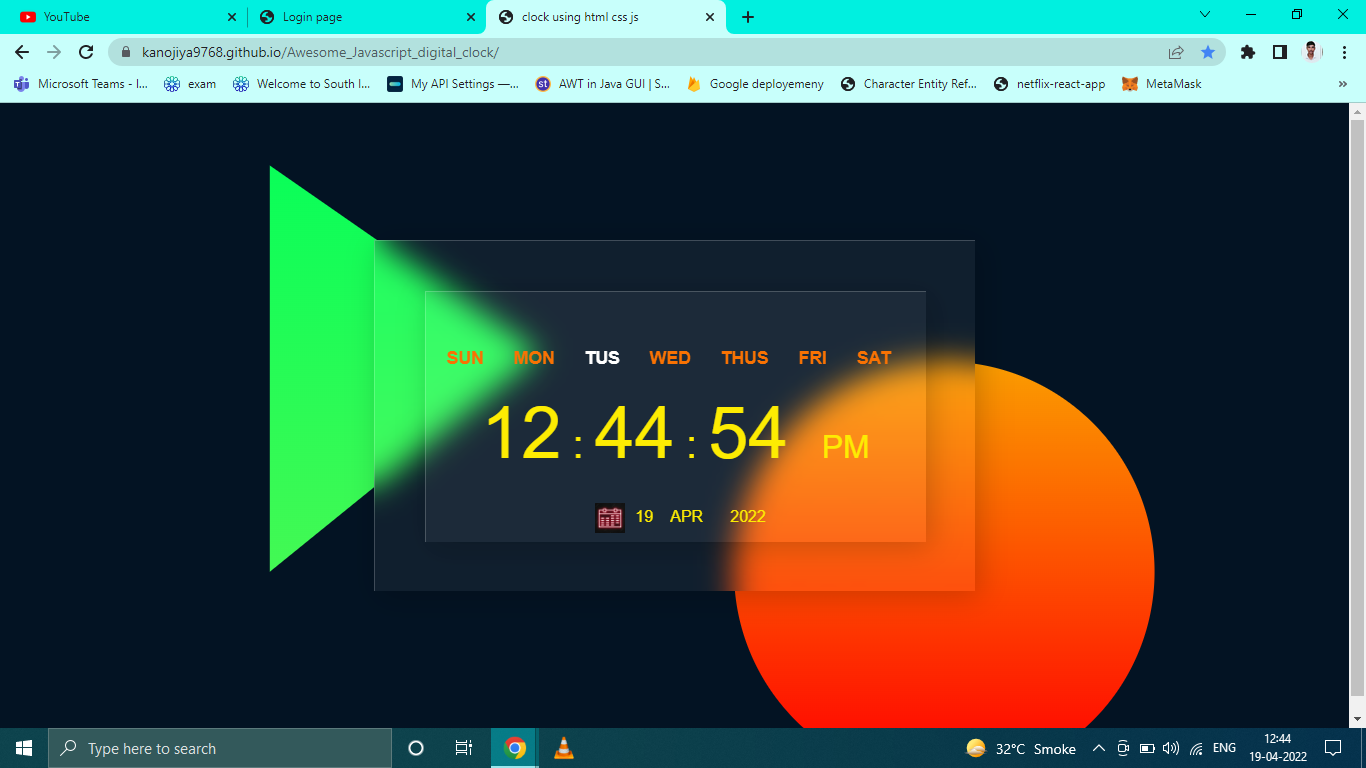 YouTube
Login page
clock using html css js
kanojiya9768.github.io/Awesome_Javascript_digital_clock/
Microsoft Teams - I...
exam
Welcome to South I...
My API Settings —...
st
AWT in Java GUI | S...
Google deployemeny
Character Entity Ref...
netflix-react-app
MetaMask
»
SUN MON TUS WED THUS FRI SAT
12 : 44 : 54 PM
19 APR 2022
Type here to search
32°C Smoke
ENG
12:44
19-04-2022